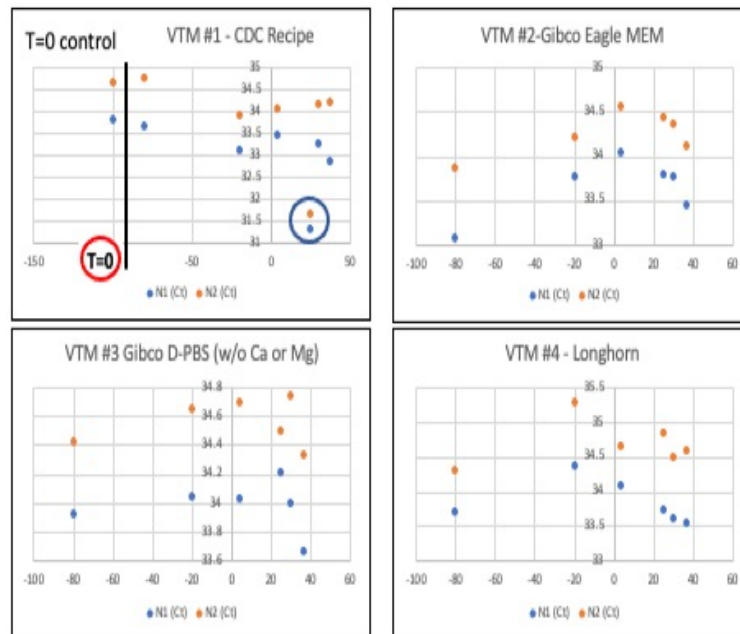 T=0 control
VTM #1 - CDC Recipe
35
34.5
34
33.5
33
32.5
32
31.5
31
T=0
-150
-50
0
50
N1 (Ct) N2 (Ct)
VTM #2-Gibco Eagle MEM
35
34.5
34
33.5
33
-100 -80 -60 -40 -20 0 20 40 60
N1 (Ct) N2 (Ct)
VTM #3 Gibco D-PBS (w/o Ca or Mg)
34.8
34.6
34.4
34.2
34
33.8
33.6
-100 -80 -60 -40 -20 0 20 40 60
N1 (Ct) N2 (Ct)
VTM #4 - Longhorn
35.5
35
34.5
34
33.5
33
-100 -80 -60 -40 -20 0 20 40 60
N1 (Ct) N2 (Ct)